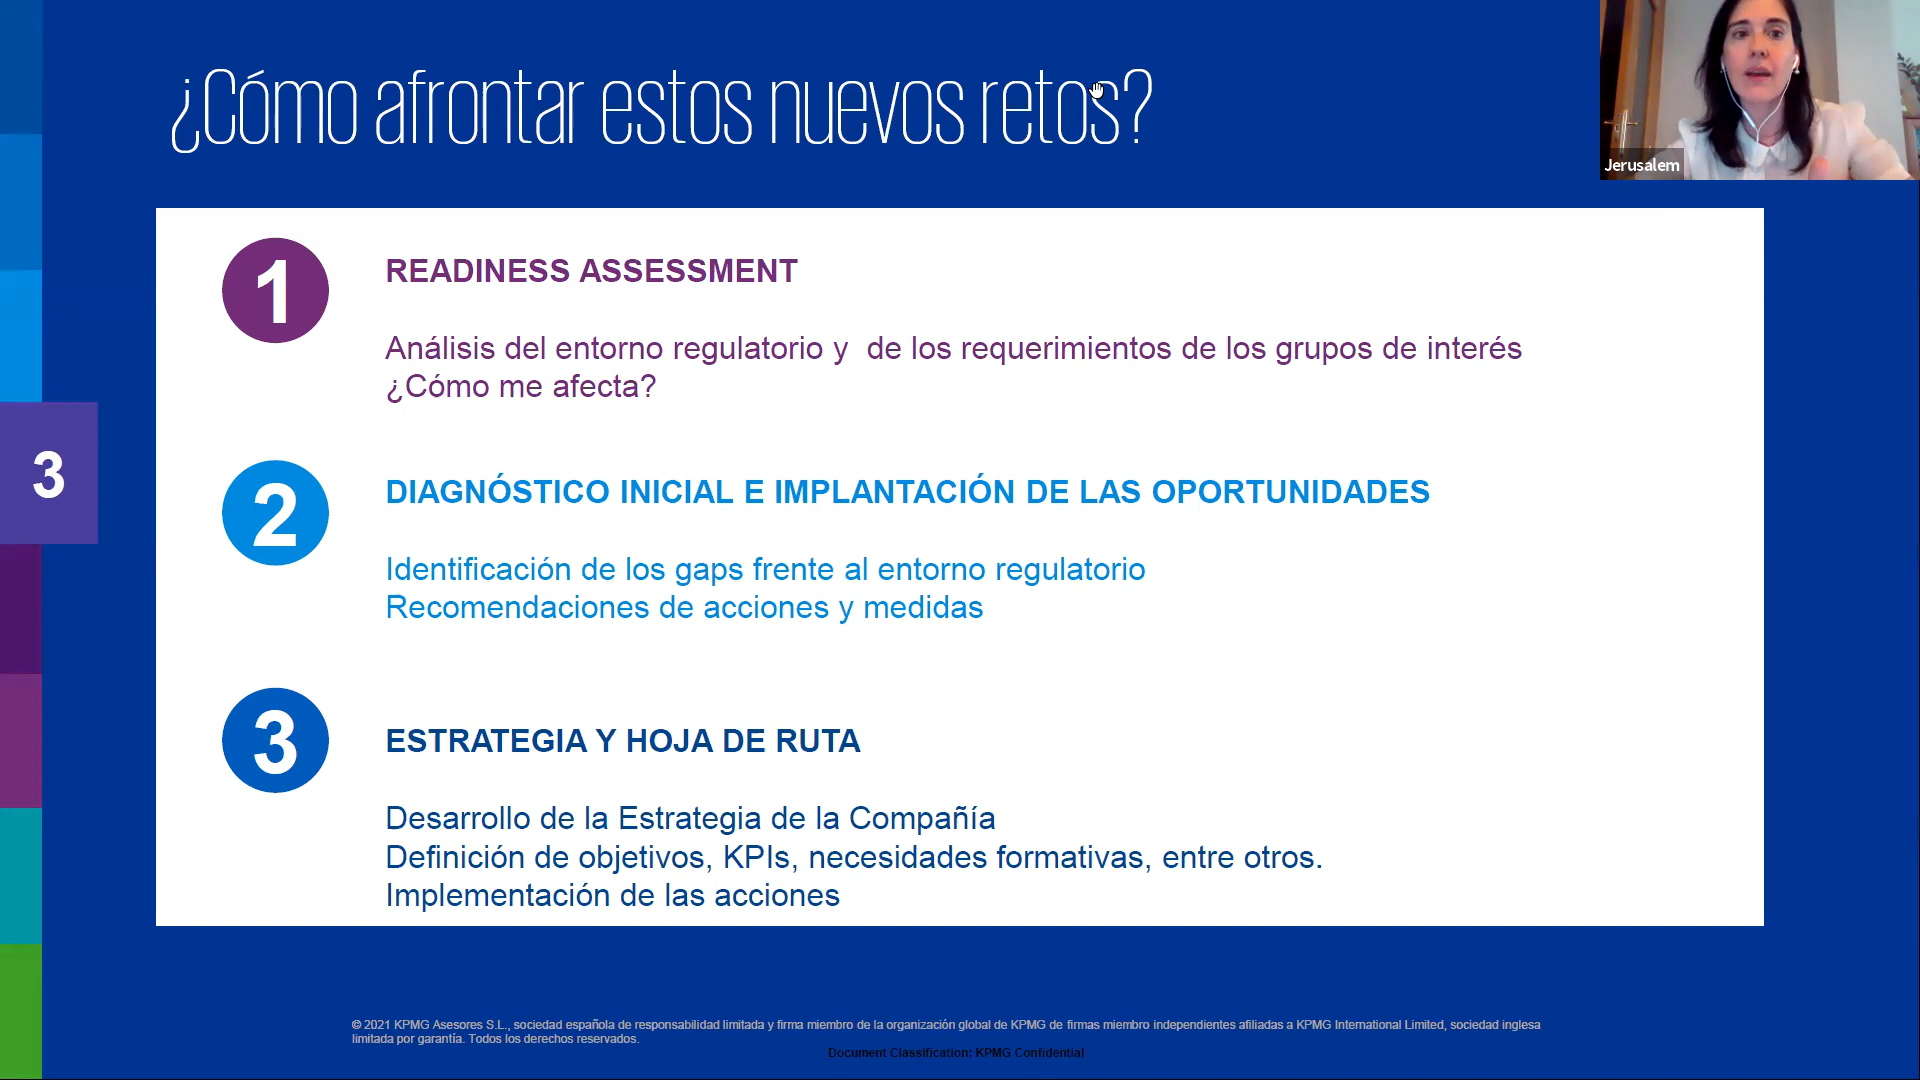 ¿Cómo afrontar estos nuevos retos?
Jerusalem
1
READINESS ASSESSMENT
Análisis del entorno regulatorio y  de los requerimientos de los grupos de interés
¿Cómo me afecta?
3
2
DIAGNÓSTICO INICIAL E IMPLANTACIÓN DE LAS OPORTUNIDADES
Identificación de los gaps frente al entorno regulatorio
Recomendaciones de acciones y medidas
3
ESTRATEGIA Y HOJA DE RUTA
Desarrollo de la Estrategia de la Compañía
Definición de objetivos, KPIs, necesidades formativas, entre otros.
Implementación de las acciones
© 2021 KPMG Asesores S.L., sociedad española de responsabilidad limitada y firma miembro de la organización global de KPMG de firmas miembro independientes afiliadas a KPMG International Limited, sociedad inglesa
limitada por garantía. Todos los derechos reservados.
Document Classification: KPMG Confidential